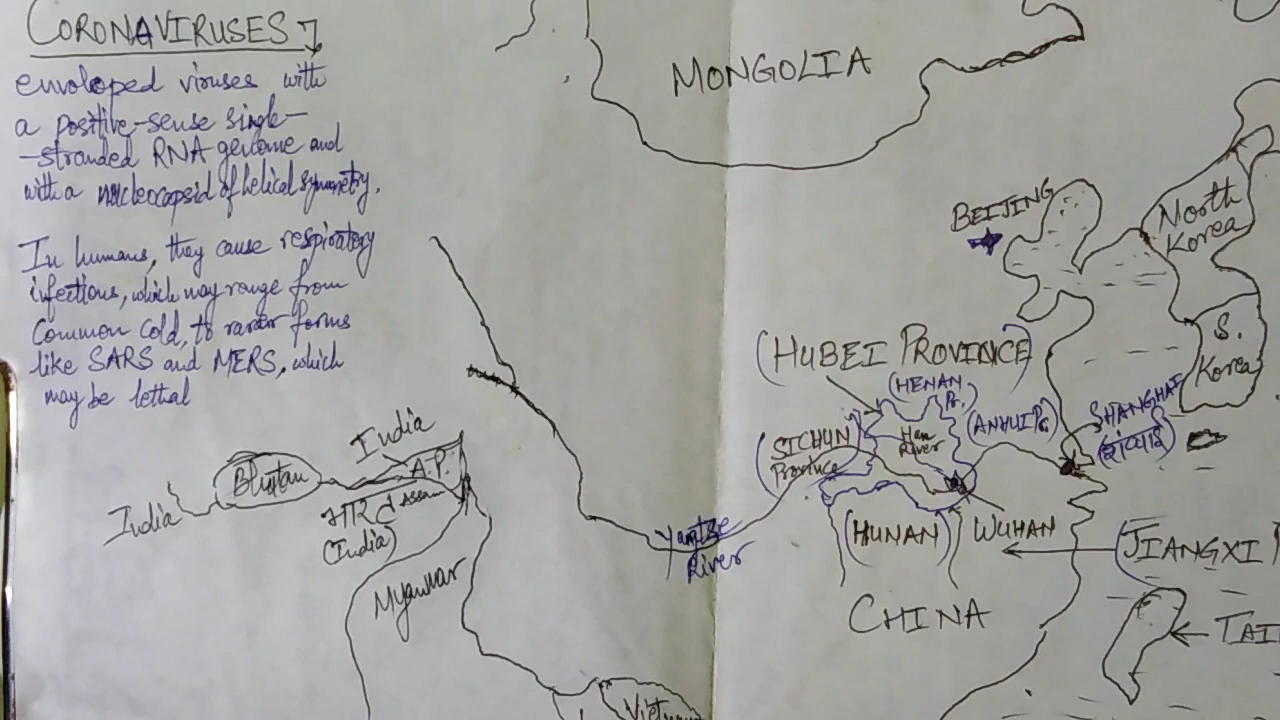 CORONAVIRUSES
enveloped viruses with
a positive-sense single-
-stranded RNA genome and
with a nucleocapsid of helical symmetry.
In humans, they cause respiratory
infections, which may range from
Common cold, to rarer forms
like SARS and MERS, which
may be lethal
MONGOLIA
BEIJING
North
Korea
S.
Korea
(HUBEI PROVINCE)
(HENAN
Pr.)
(ANHUI Pr.)
SHANGHAI
(SICHUN
Province)
Han
River
India
Bhutan
A.P.
India
Assam
(India)
Yantze
River
(HUNAN)
WUHAN
(JIANGXI)
Myanmar
CHINA
TAI
Vietnam